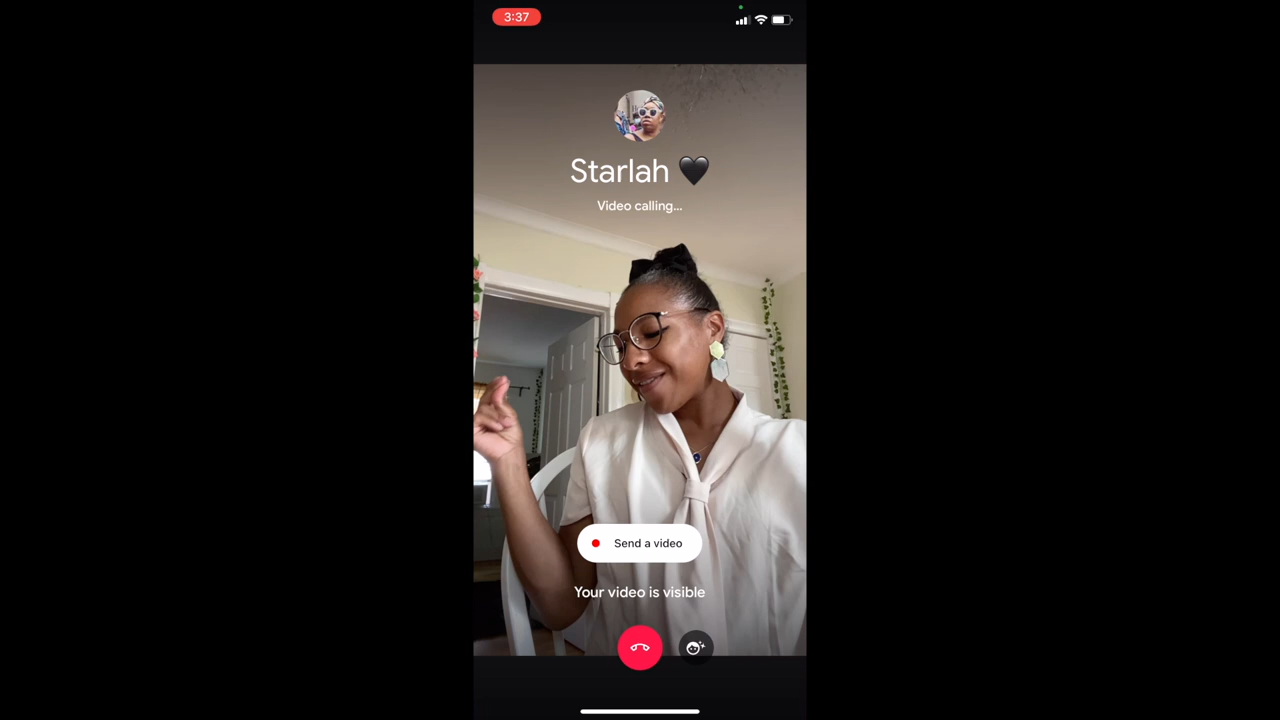 3:37
Starlah 🖤
Video calling...
Send a video
Your video is visible